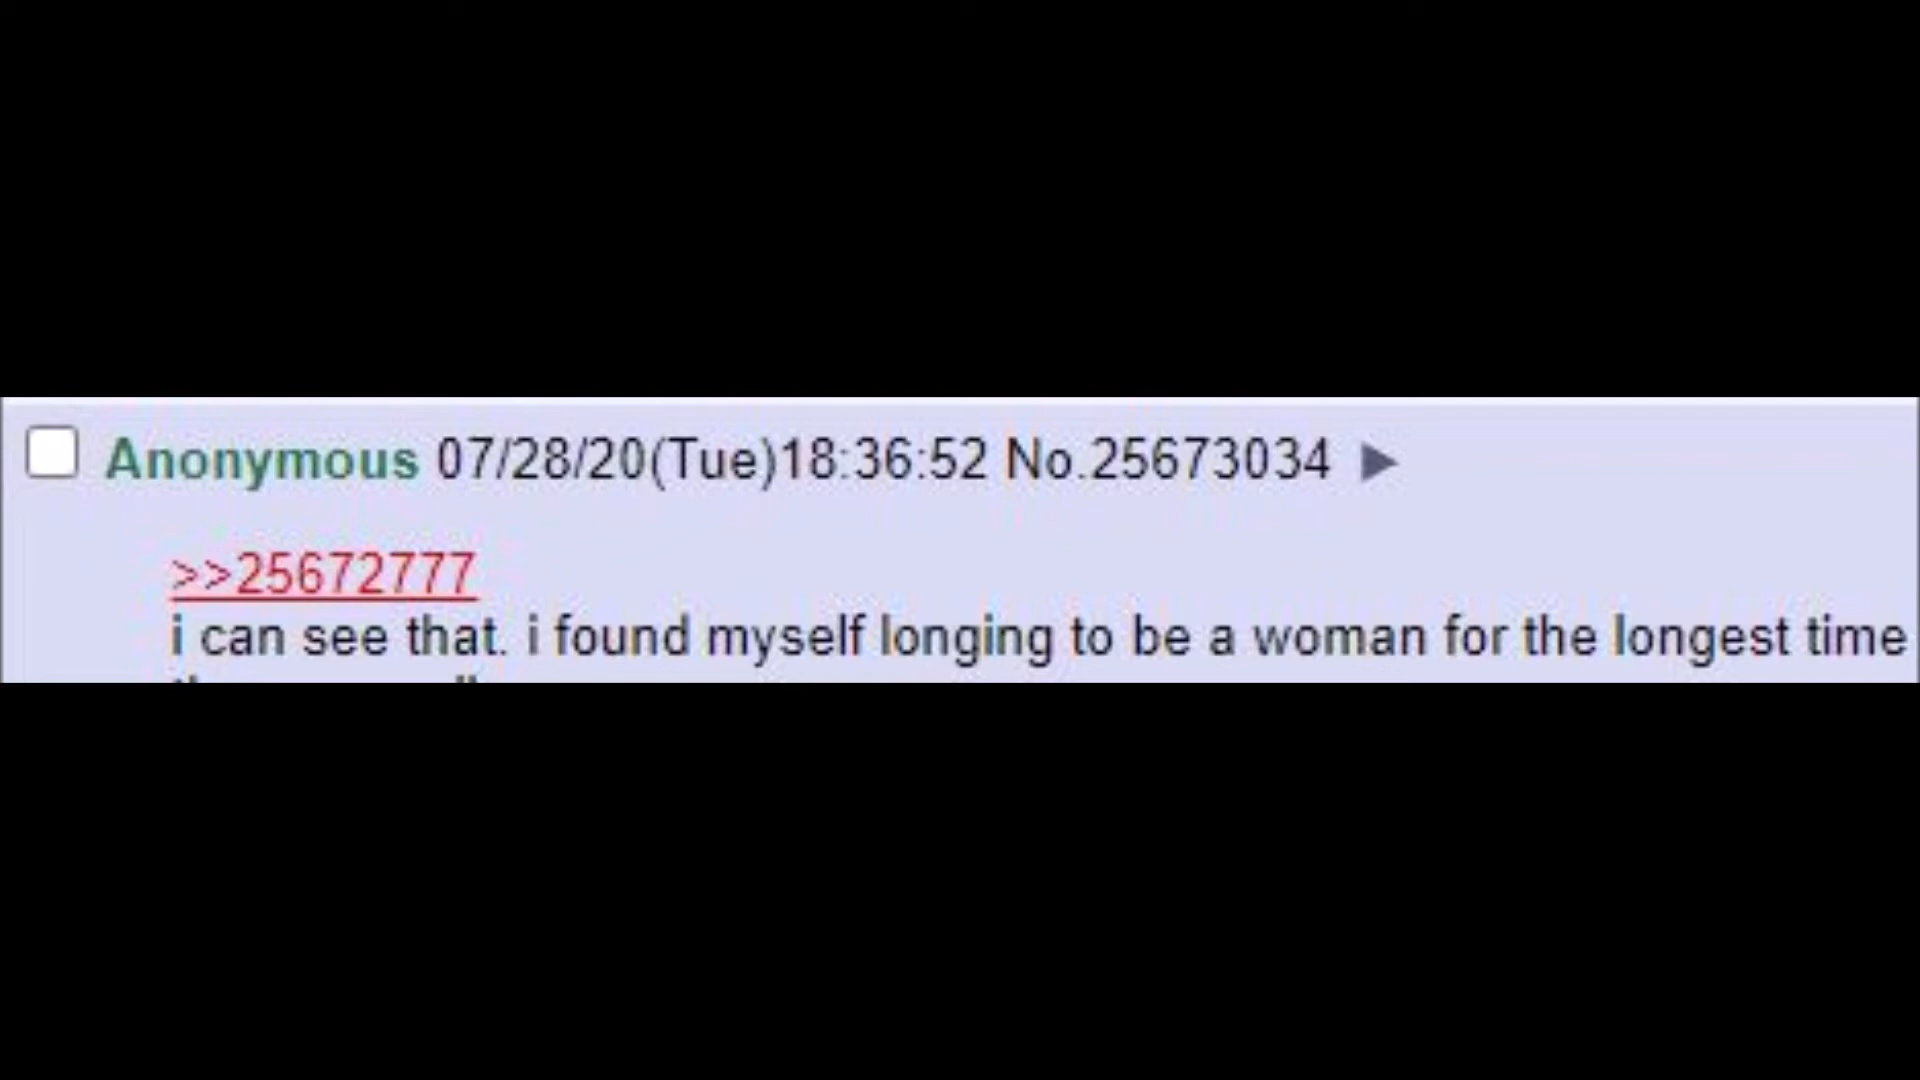 Anonymous 07/28/20(Tue)18:36:52 No.25673034 ▶
>>25672777
i can see that. i found myself longing to be a woman for the longest time